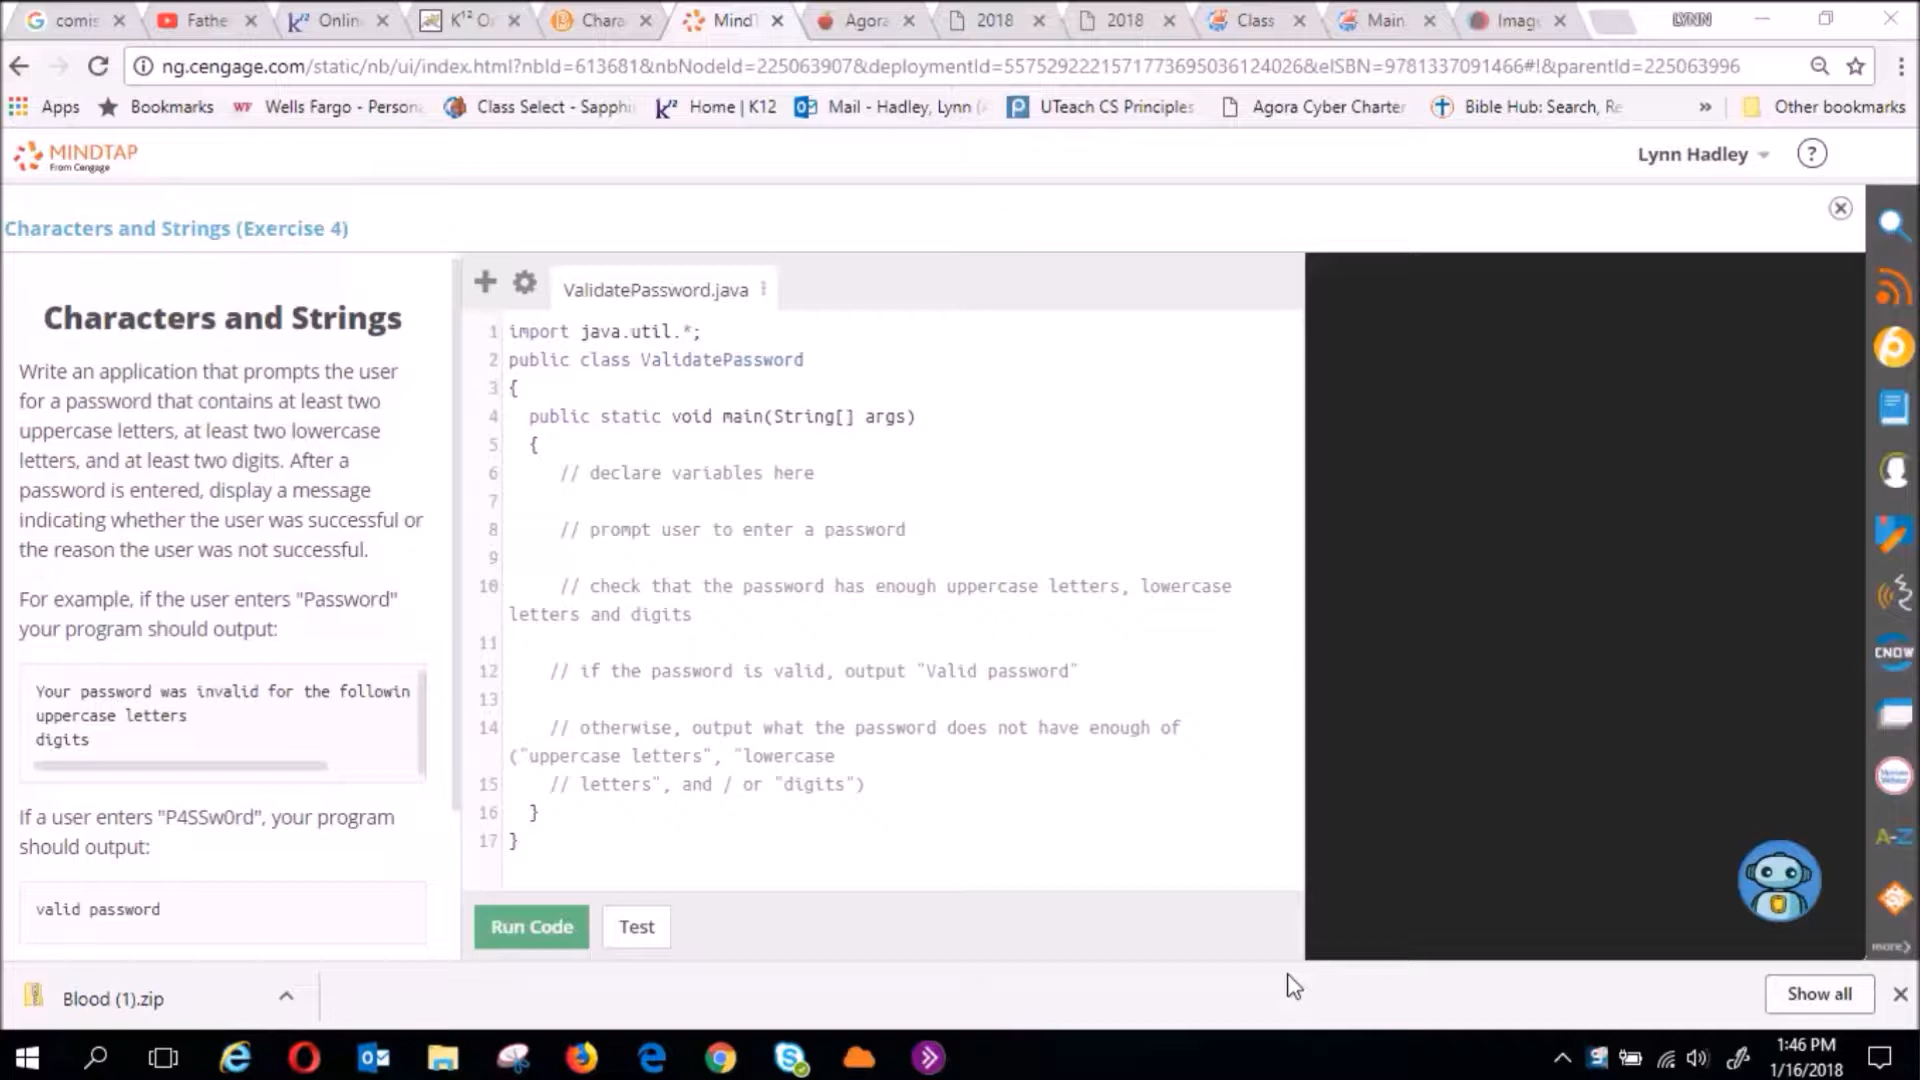 comis
Fathe
Onlin
K¹² O
Chara
MindT
Agora
2018
2018
Class
Main
Imag
LYNN
ng.cengage.com/static/nb/ui/index.html?nbId=613681&nbNodeId=225063907&deploymentId=5575292221571773695036124026&eISBN=9781337091466#!&parentId=225063996
Apps
Bookmarks
WF Wells Fargo - Person
Class Select - Sapphi
Home | K12
Mail - Hadley, Lynn (
UTeach CS Principles
Agora Cyber Charter
Bible Hub: Search, Re
»
Other bookmarks
MINDTAP
From Cengage
Lynn Hadley
?
Characters and Strings (Exercise 4)
Characters and Strings
Write an application that prompts the user
for a password that contains at least two
uppercase letters, at least two lowercase
letters, and at least two digits. After a
password is entered, display a message
indicating whether the user was successful or
the reason the user was not successful.
For example, if the user enters "Password"
your program should output:
Your password was invalid for the followin
uppercase letters
digits
If a user enters "P4SSw0rd", your program
should output:
valid password
ValidatePassword.java
1 import java.util.*;
2 public class ValidatePassword
3 {
4 public static void main(String[] args)
5 {
6 // declare variables here
7
8 // prompt user to enter a password
9
10 // check that the password has enough uppercase letters, lowercase
letters and digits
11
12 // if the password is valid, output "Valid password"
13
14 // otherwise, output what the password does not have enough of
("uppercase letters", "lowercase
15 // letters", and / or "digits")
16 }
17 }
Run Code
Test
CNOW
A-Z
more>
Blood (1).zip
Show all
1:46 PM
1/16/2018